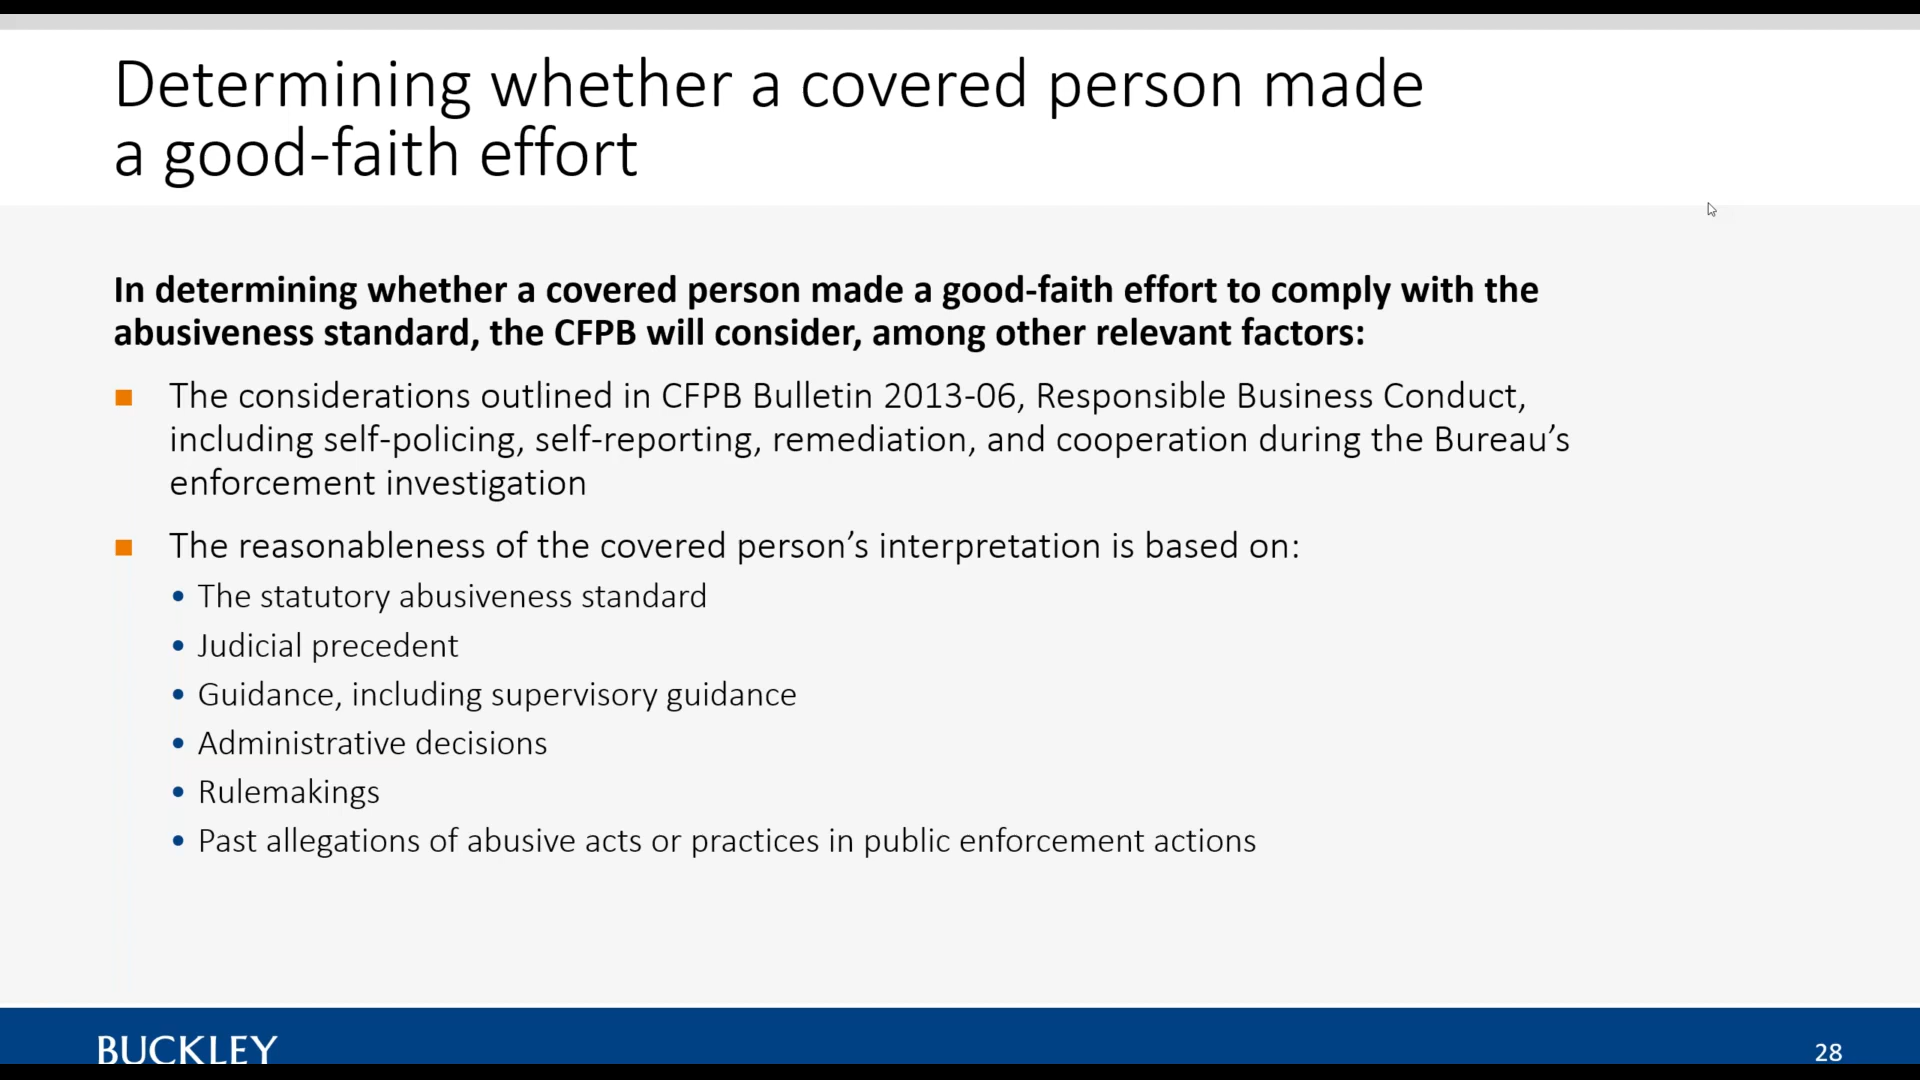 Determining whether a covered person made
a good-faith effort
In determining whether a covered person made a good-faith effort to comply with the
abusiveness standard, the CFPB will consider, among other relevant factors:
The considerations outlined in CFPB Bulletin 2013-06, Responsible Business Conduct,
including self-policing, self-reporting, remediation, and cooperation during the Bureau’s
enforcement investigation
The reasonableness of the covered person’s interpretation is based on:
• The statutory abusiveness standard
• Judicial precedent
• Guidance, including supervisory guidance
• Administrative decisions
• Rulemakings
• Past allegations of abusive acts or practices in public enforcement actions
BUCKLEY
28